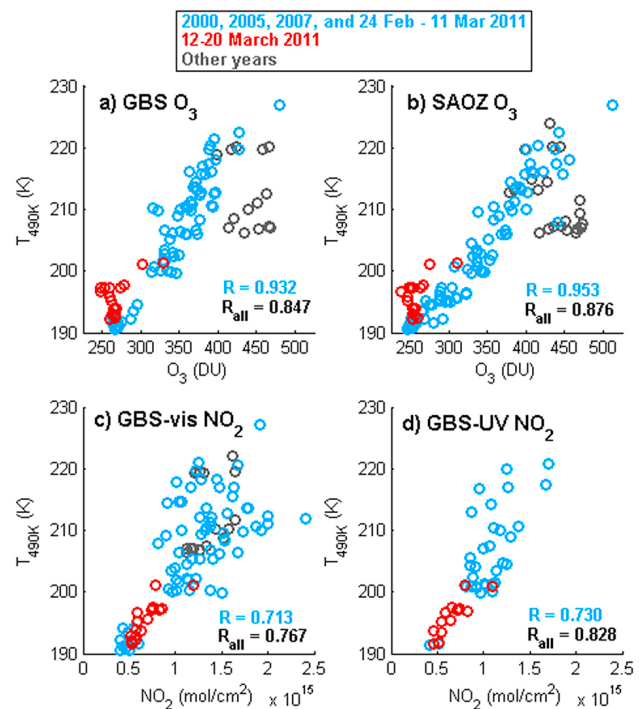 2000, 2005, 2007, and 24 Feb - 11 Mar 2011
12-20 March 2011
Other years
a) GBS O3
b) SAOZ O3
T490K (K)
230
220
210
200
190
R = 0.932
Rall = 0.847
250 300 350 400 450 500
O3 (DU)
T490K (K)
230
220
210
200
190
R = 0.953
Rall = 0.876
250 300 350 400 450 500
O3 (DU)
c) GBS-vis NO2
d) GBS-UV NO2
T490K (K)
230
220
210
200
190
R = 0.713
Rall = 0.767
0 0.5 1 1.5 2 2.5
NO2 (mol/cm2) x 10^15
T490K (K)
230
220
210
200
190
R = 0.730
Rall = 0.828
0 0.5 1 1.5 2 2.5
NO2 (mol/cm2) x 10^15